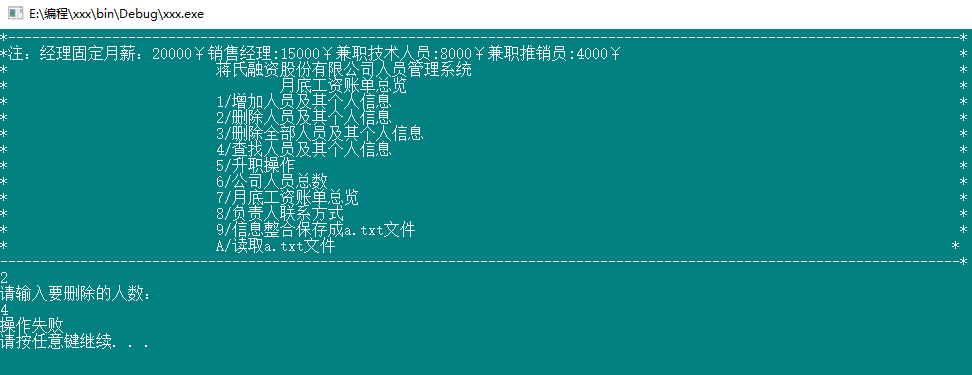 E:\编程\xxx\bin\Debug\xxx.exe
*-----------------------------------------------------------------------------------------------------------------------*
*注：经理固定月薪：20000￥销售经理:15000￥兼职技术人员:8000￥兼职推销员:4000￥ *
* 蒋氏融资股份有限公司人员管理系统 *
* 月底工资账单总览 *
* 1/增加人员及其个人信息 *
* 2/删除人员及其个人信息 *
* 3/删除全部人员及其个人信息 *
* 4/查找人员及其个人信息 *
* 5/升职操作 *
* 6/公司人员总数 *
* 7/月底工资账单总览 *
* 8/负责人联系方式 *
* 9/信息整合保存成a.txt文件 *
* A/读取a.txt文件 *
------------------------------------------------------------------------------------------------------------------------*
2
请输入要删除的人数：
4
操作失败
请按任意键继续. . .